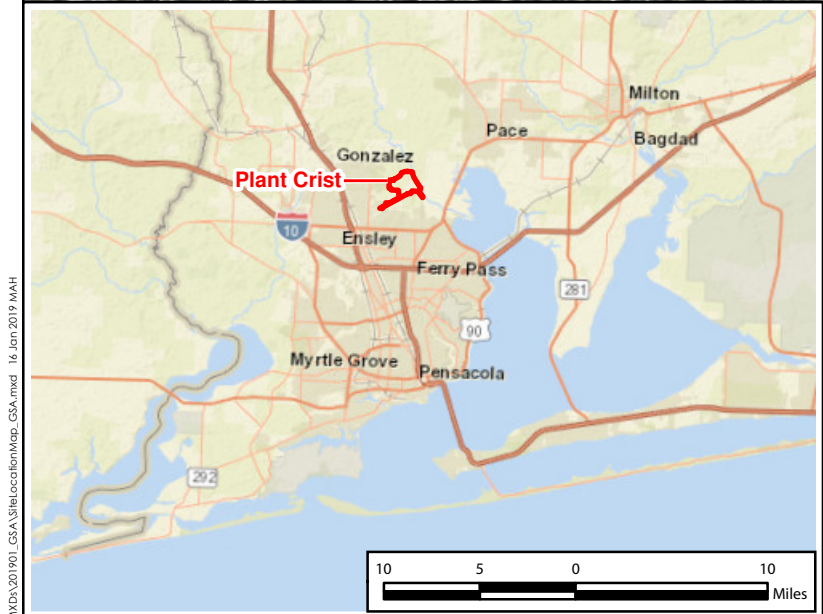 Milton
Pace
Bagdad
Gonzalez
Plant Crist
10
Ensley
Ferry Pass
281
90
Myrtle Grove
Pensacola
292
10 5 0 10
Miles
MXDs\201901_GSA\SiteLocationMap_GSA.mxd 16 Jan 2019 MAH